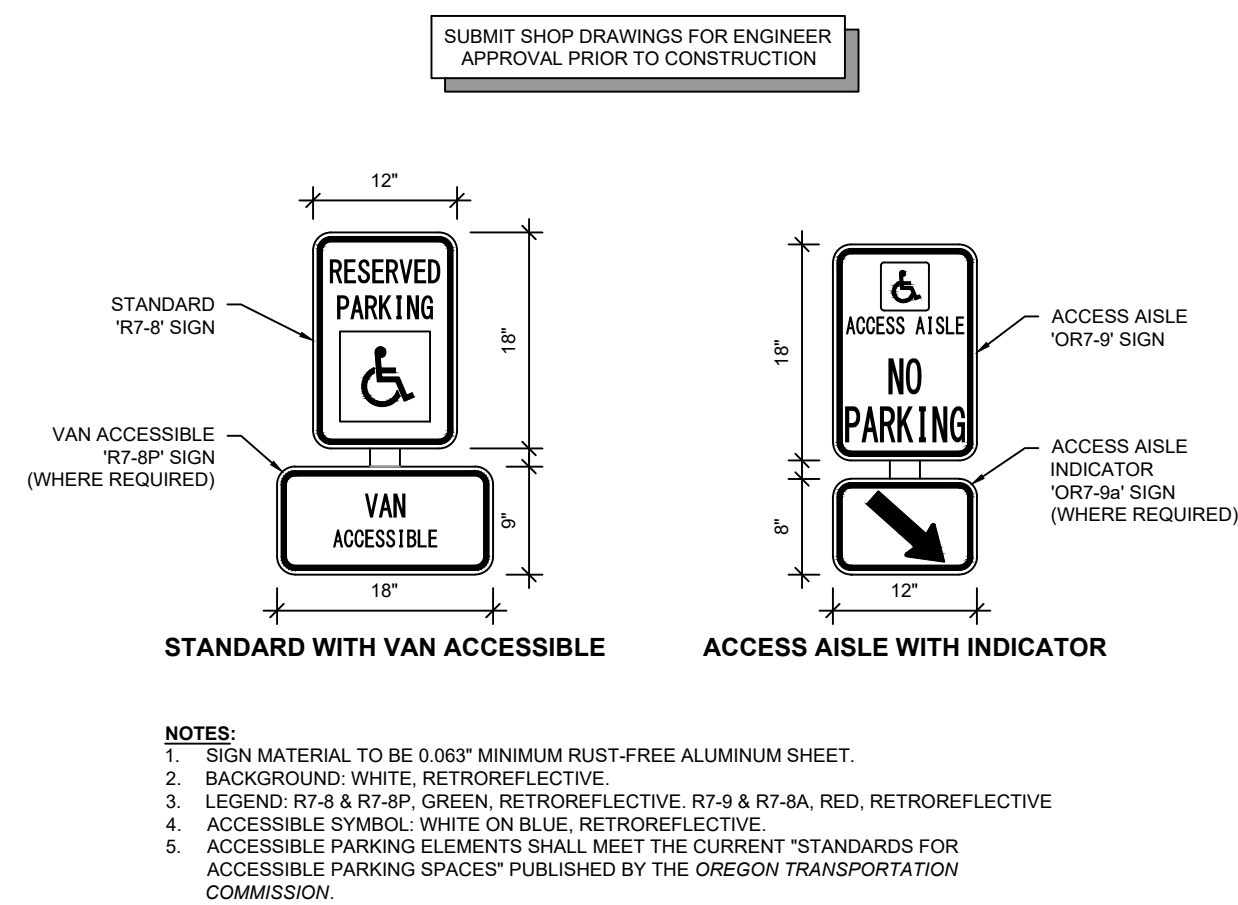 SUBMIT SHOP DRAWINGS FOR ENGINEER
APPROVAL PRIOR TO CONSTRUCTION
12"
RESERVED
PARKING
18"
STANDARD
'R7-8' SIGN
VAN ACCESSIBLE
'R7-8P' SIGN
(WHERE REQUIRED)
VAN
ACCESSIBLE
9"
18"
STANDARD WITH VAN ACCESSIBLE
18"
ACCESS AISLE
NO
PARKING
ACCESS AISLE
'OR7-9' SIGN
ACCESS AISLE
INDICATOR
'OR7-9a' SIGN
(WHERE REQUIRED)
8"
12"
ACCESS AISLE WITH INDICATOR
NOTES:
1. SIGN MATERIAL TO BE 0.063" MINIMUM RUST-FREE ALUMINUM SHEET.
2. BACKGROUND: WHITE, RETROREFLECTIVE.
3. LEGEND: R7-8 & R7-8P, GREEN, RETROREFLECTIVE. R7-9 & R7-8A, RED, RETROREFLECTIVE
4. ACCESSIBLE SYMBOL: WHITE ON BLUE, RETROREFLECTIVE.
5. ACCESSIBLE PARKING ELEMENTS SHALL MEET THE CURRENT "STANDARDS FOR
ACCESSIBLE PARKING SPACES" PUBLISHED BY THE OREGON TRANSPORTATION
COMMISSION.